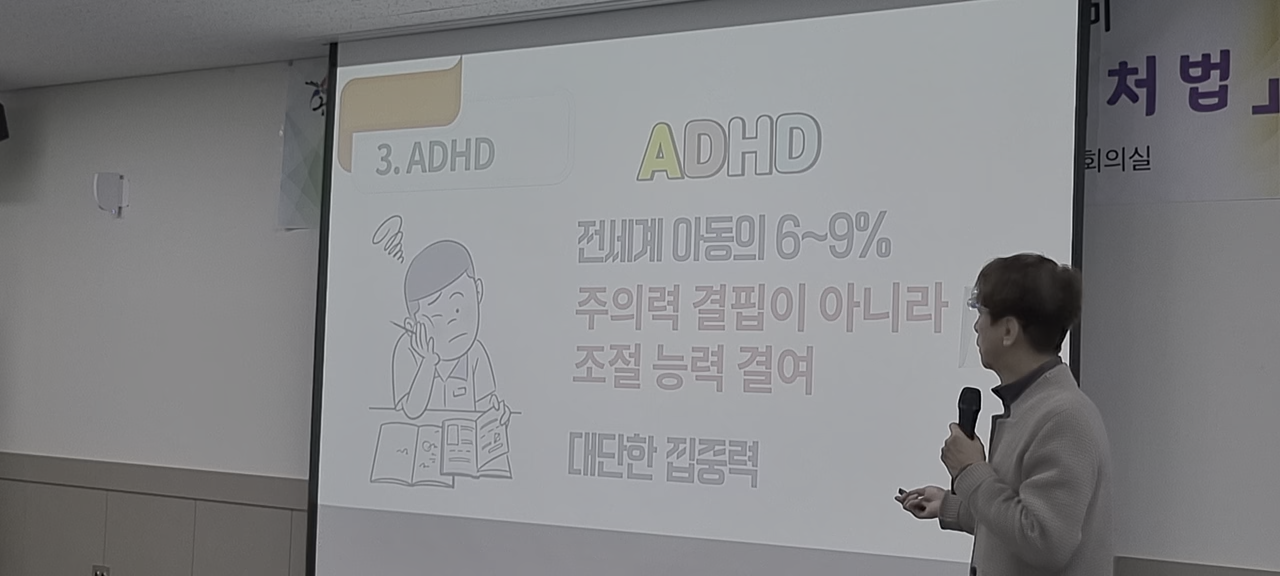 3. ADHD
ADHD
전세계 아동의 6~9%
주의력 결핍이 아니라
조절 능력 결여
대단한 집중력
처법
회의실